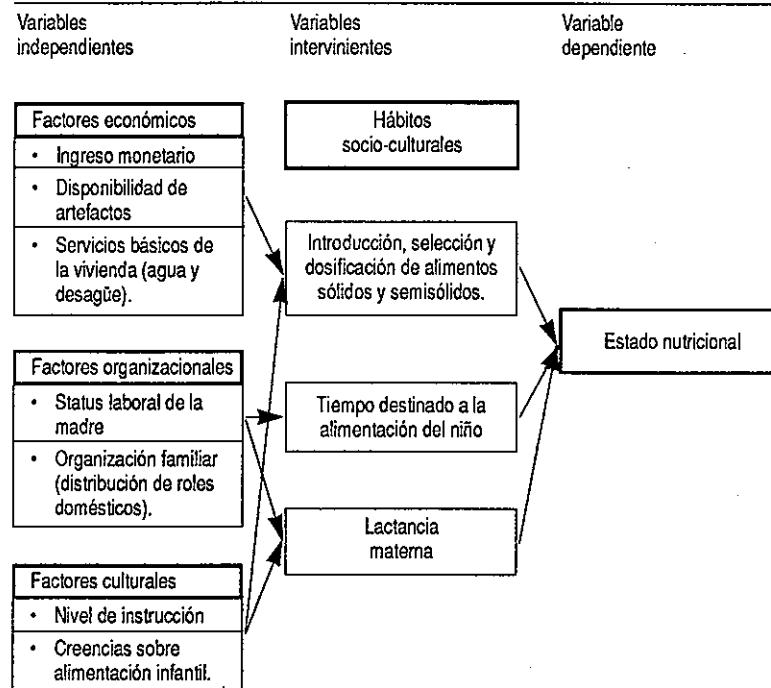 Variables
independientes
Variables
intervinientes
Variable
dependiente
Factores económicos
• Ingreso monetario
• Disponibilidad de
artefactos
• Servicios básicos de
la vivienda (agua y
desagüe).
Factores organizacionales
• Status laboral de la
madre
• Organización familiar
(distribución de roles
domésticos).
Factores culturales
• Nivel de instrucción
• Creencias sobre
alimentación infantil.
Hábitos
socio-culturales
Introducción, selección y
dosificación de alimentos
sólidos y semisólidos.
Tiempo destinado a la
alimentación del niño
Lactancia
materna
Estado nutricional